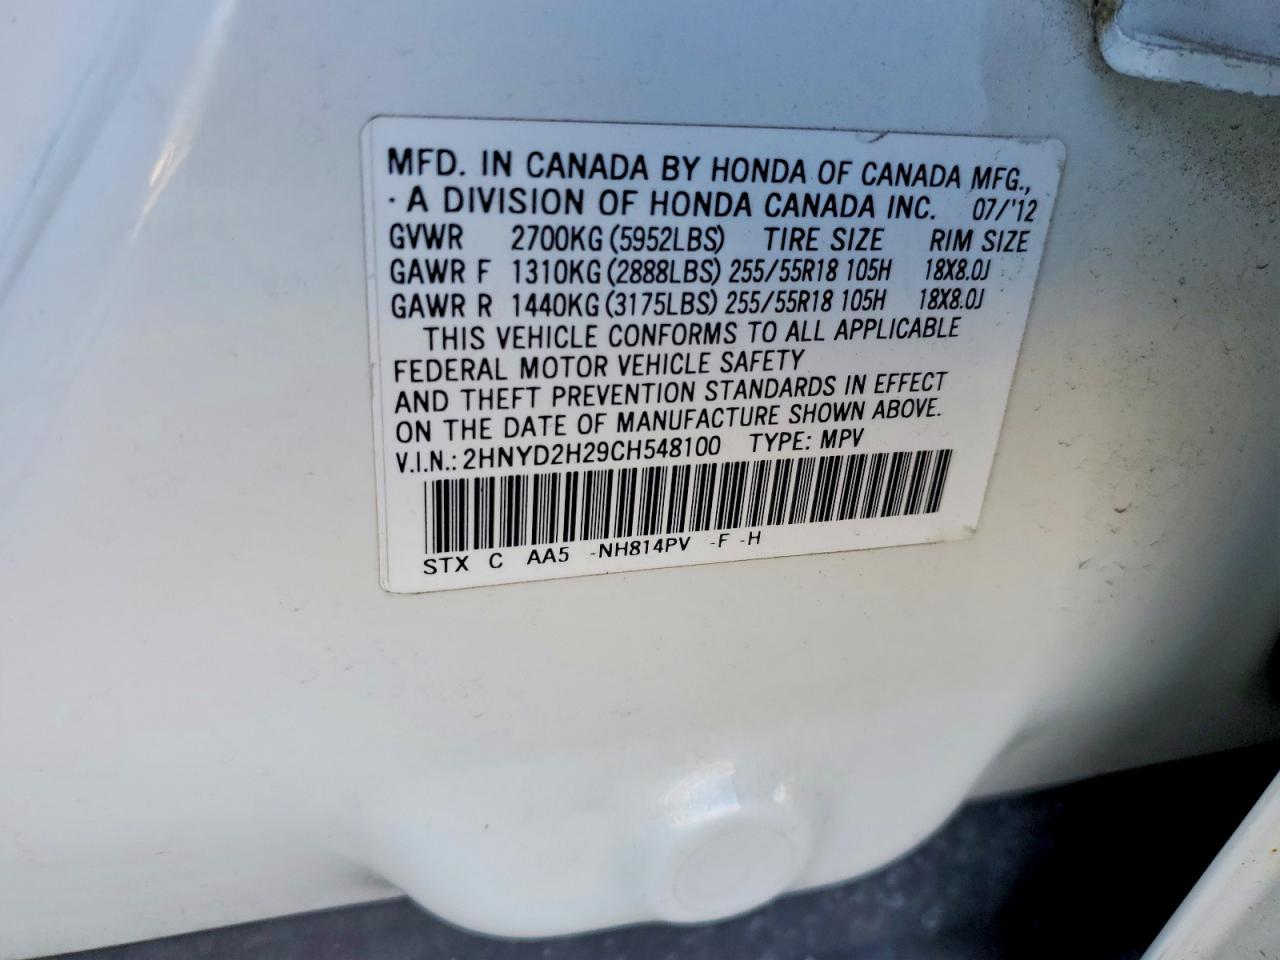 MFD. IN CANADA BY HONDA OF CANADA MFG.,
· A DIVISION OF HONDA CANADA INC. 07/'12
GVWR 2700KG (5952LBS) TIRE SIZE RIM SIZE
GAWR F 1310KG (2888LBS) 255/55R18 105H 18X8.0J
GAWR R 1440KG (3175LBS) 255/55R18 105H 18X8.0J
THIS VEHICLE CONFORMS TO ALL APPLICABLE
FEDERAL MOTOR VEHICLE SAFETY
AND THEFT PREVENTION STANDARDS IN EFFECT
ON THE DATE OF MANUFACTURE SHOWN ABOVE.
V.I.N.: 2HNYD2H29CH548100 TYPE: MPV
STX C AA5 -NH814PV -F -H